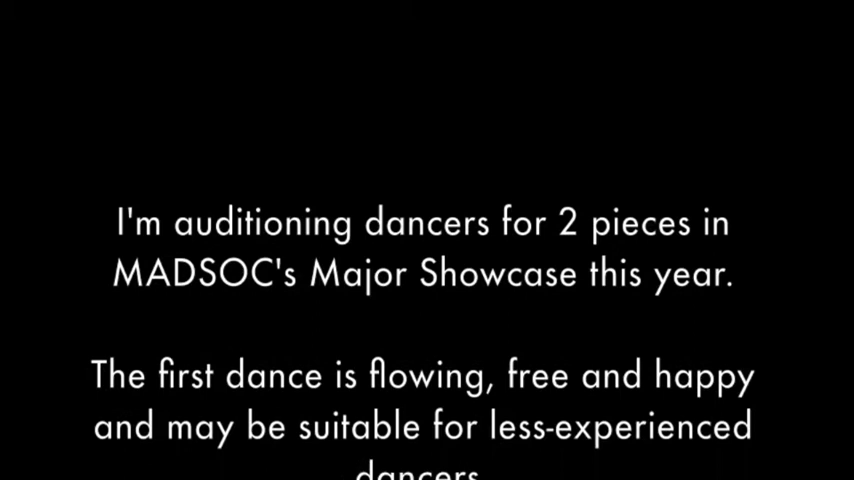 I'm auditioning dancers for 2 pieces in
MADSOC's Major Showcase this year.
The first dance is flowing, free and happy
and may be suitable for less-experienced
dancers.